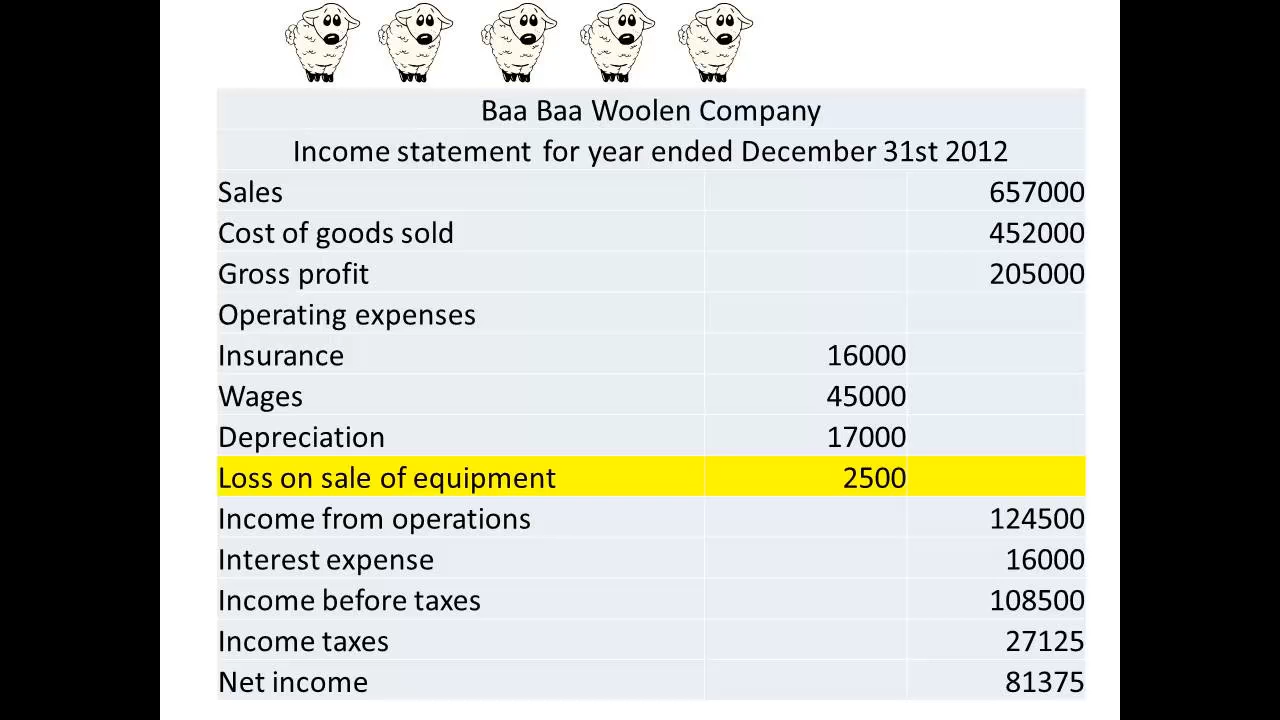 Baa Baa Woolen Company
Income statement for year ended December 31st 2012
Sales 657000
Cost of goods sold 452000
Gross profit 205000
Operating expenses
Insurance 16000
Wages 45000
Depreciation 17000
Loss on sale of equipment 2500
Income from operations 124500
Interest expense 16000
Income before taxes 108500
Income taxes 27125
Net income 81375